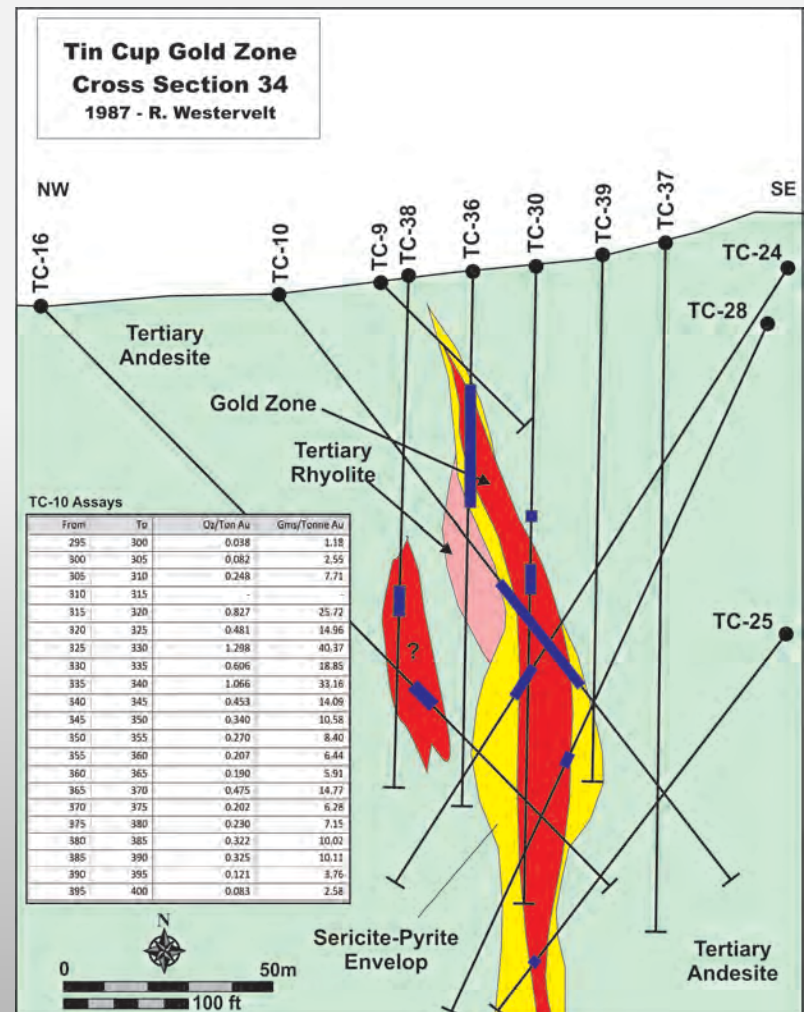 Tin Cup Gold Zone
Cross Section 34
1987 - R. Westervelt
NW
SE
TC-16
TC-10
TC-9
TC-38
TC-36
TC-30
TC-39
TC-37
TC-24
TC-28
TC-25
Tertiary
Andesite
Gold Zone
Tertiary
Rhyolite
?
TC-10 Assays
From To Oz/Ton Au Gms/Tonne Au
295 300 0.038 1.18
300 305 0.082 2.55
305 310 0.248 7.71
310 315 - -
315 320 0.827 25.72
320 325 0.481 14.96
325 330 1.298 40.37
330 335 0.606 18.85
335 340 1.066 33.16
340 345 0.453 14.09
345 350 0.340 10.58
350 355 0.270 8.40
355 360 0.207 6.44
360 365 0.190 5.91
365 370 0.475 14.77
370 375 0.202 6.28
375 380 0.230 7.15
380 385 0.322 10.02
385 390 0.325 10.11
390 395 0.121 3.76
395 400 0.083 2.58
Sericite-Pyrite
Envelop
Tertiary
Andesite
N
0 50m
100 ft